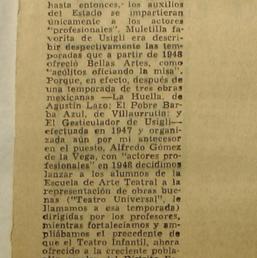 hasta entonces, los auxilios
del Estado se impartieran
únicamente a los actores
"profesionales". Muletilla fa-
vorita de Usigli era descri-
bir despectivamente las tem-
poradas que a partir de 1948
ofreció Bellas Artes, como
"acólitos oficiando la misa".
Porque, en efecto, después de
una temporada de tres obras
mexicanas —La Huella, de
Agustín Lazo; El Pobre Bar-
ba Azul, de Villaurrutia; y
El Gesticulador de Usigli—
efectuada en 1947 y organi-
zada aún por mi antecesor
en el puesto, Alfredo Gómez
de la Vega, con "actores pro-
fesionales" en 1948 decidimos
lanzar a los alumnos de la
Escuela de Arte Teatral a la
representación de obras bue-
nas ("Teatro Universal", le
llamamos a esa temporada)
dirigidas por los profesores,
mientras fortalecíamos y am-
pliábamos el precedente de
que el Teatro Infantil, ahora
ofrecido a la creciente pobla-